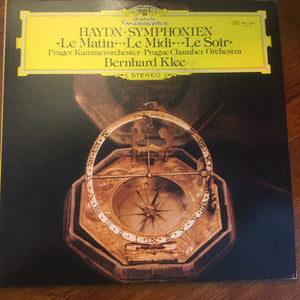 Deutsche
Grammophon
HAYDN·SYMPHONIEN
»Le Matin«·»Le Midi«·»Le Soir«
Prager Kammerorchester·Prague Chamber Orchestra
Bernhard Klee
STEREO